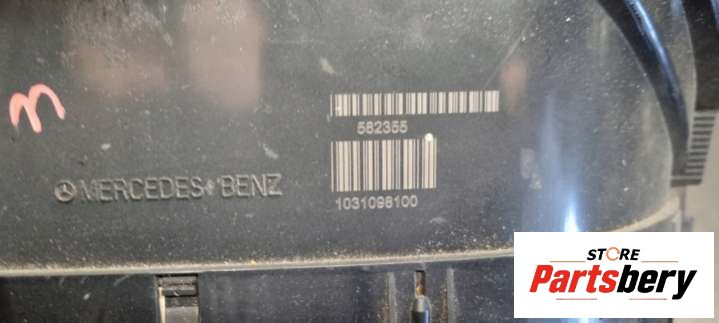 m
582355
MERCEDES-BENZ
1031098100
STORE
Partsbery